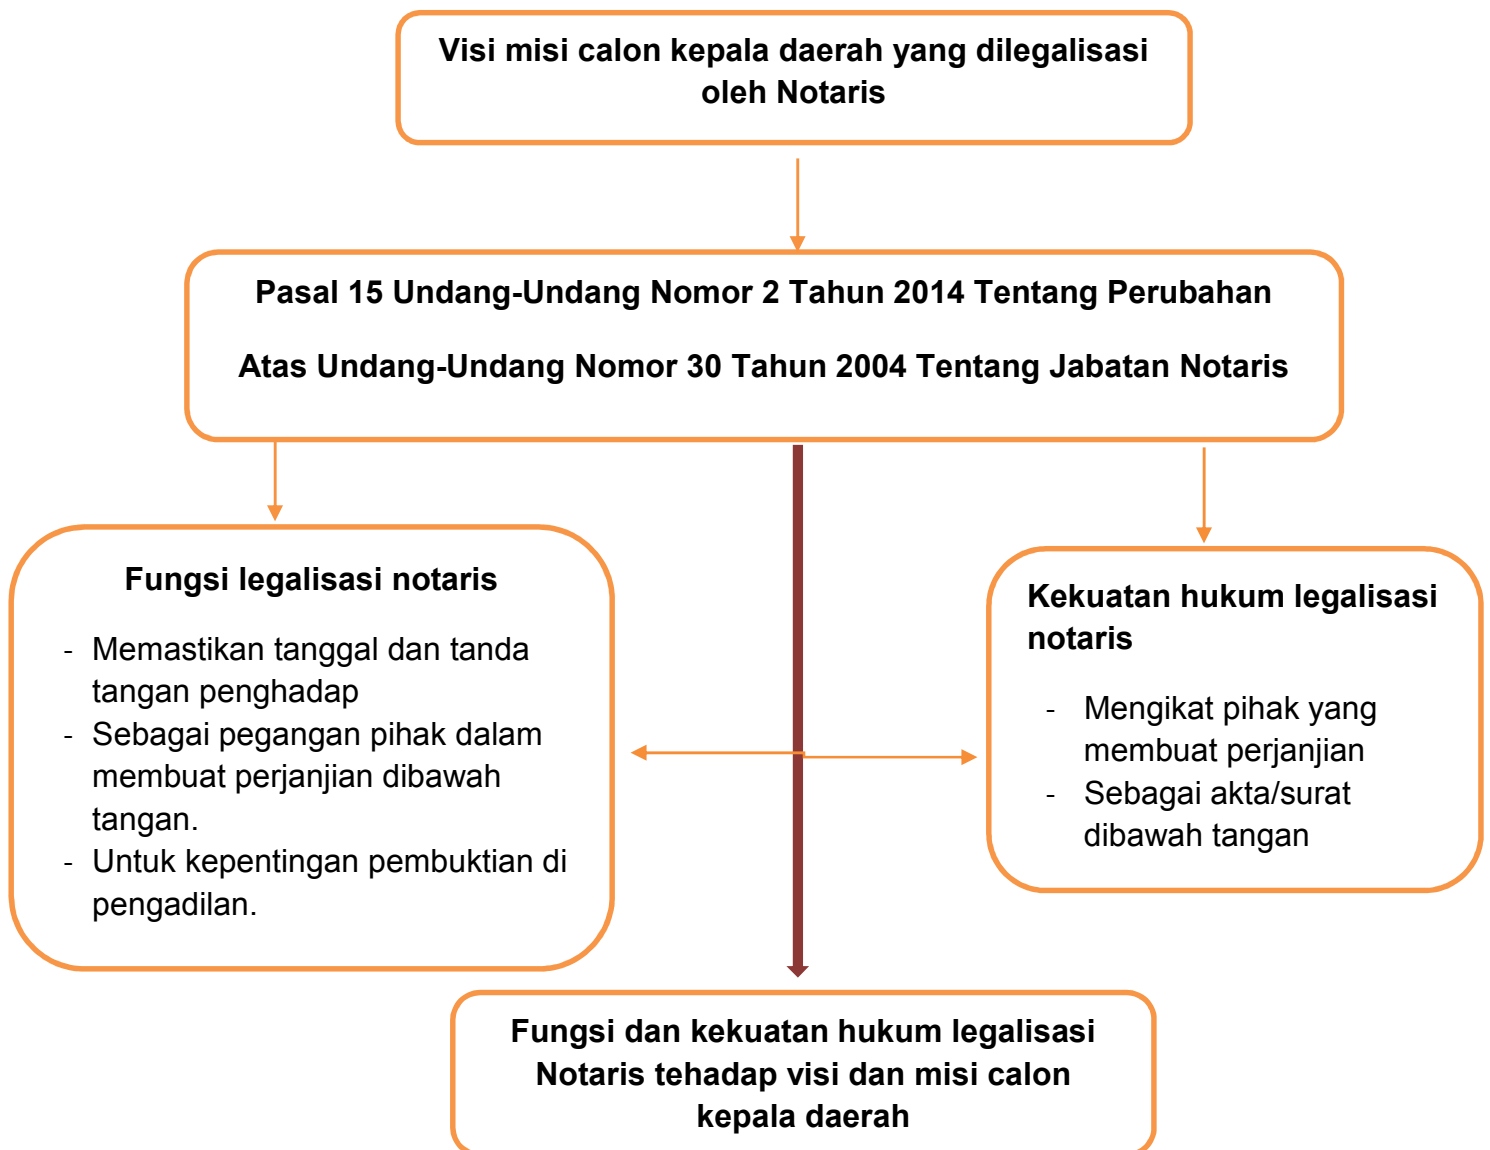 Visi misi calon kepala daerah yang dilegalisasi
oleh Notaris
Pasal 15 Undang-Undang Nomor 2 Tahun 2014 Tentang Perubahan
Atas Undang-Undang Nomor 30 Tahun 2004 Tentang Jabatan Notaris
Fungsi legalisasi notaris
- Memastikan tanggal dan tanda
tangan penghadap
- Sebagai pegangan pihak dalam
membuat perjanjian dibawah
tangan.
- Untuk kepentingan pembuktian di
pengadilan.
Kekuatan hukum legalisasi
notaris
- Mengikat pihak yang
membuat perjanjian
- Sebagai akta/surat
dibawah tangan
Fungsi dan kekuatan hukum legalisasi
Notaris tehadap visi dan misi calon
kepala daerah